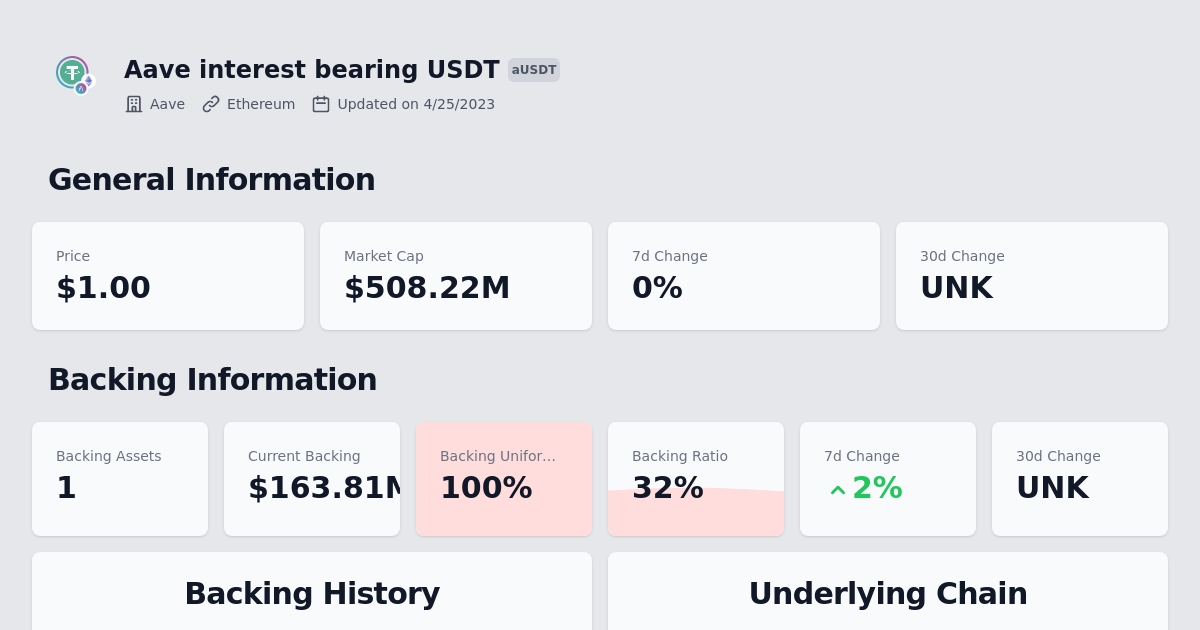 Aave interest bearing USDT aUSDT
Aave Ethereum Updated on 4/25/2023
General Information
Price
$1.00
Market Cap
$508.22M
7d Change
0%
30d Change
UNK
Backing Information
Backing Assets
1
Current Backing
$163.81M
Backing Unifor…
100%
Backing Ratio
32%
7d Change
2%
30d Change
UNK
Backing History
Underlying Chain